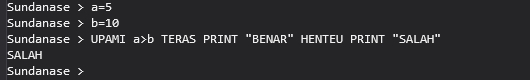 Sundanase > a=5
Sundanase > b=10
Sundanase > UPAMI a>b TERAS PRINT "BENAR" HENTEU PRINT "SALAH"
SALAH
Sundanase >